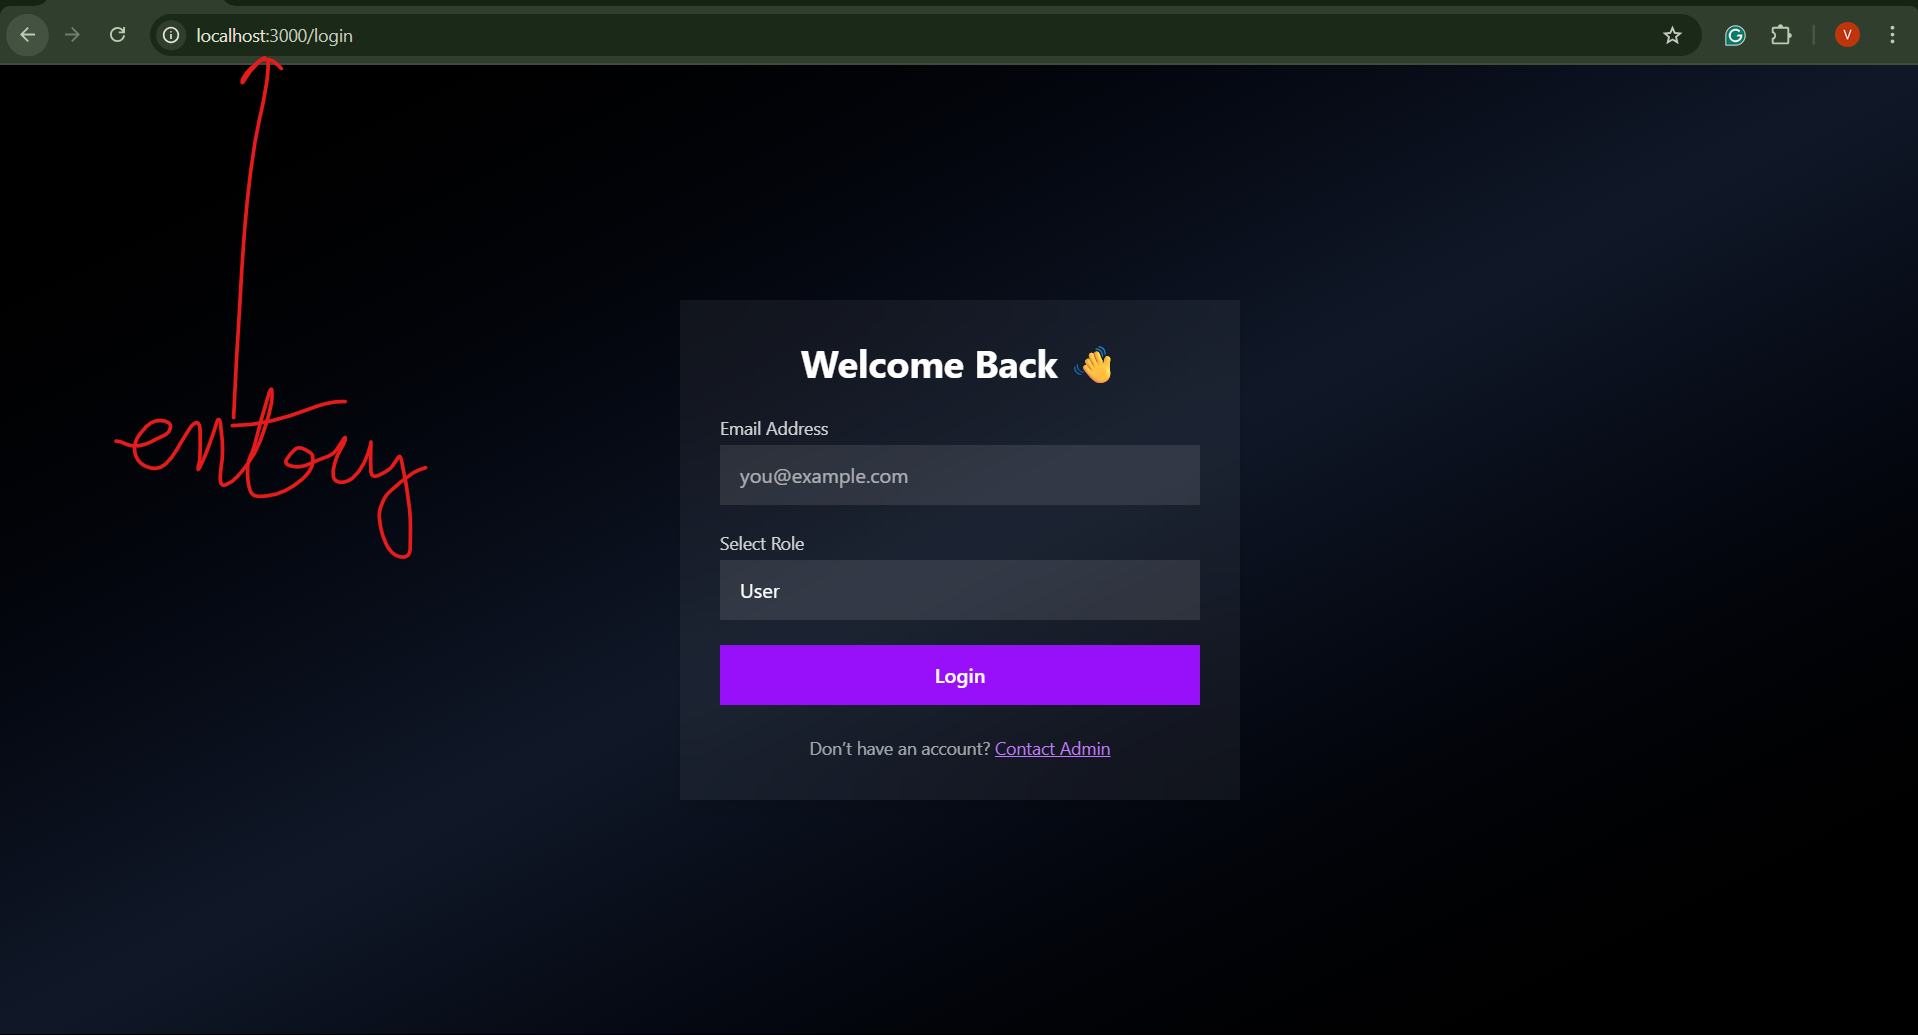 localhost:3000/login
V
entry
Welcome Back 👋
Email Address
you@example.com
Select Role
User
Login
Don’t have an account? Contact Admin